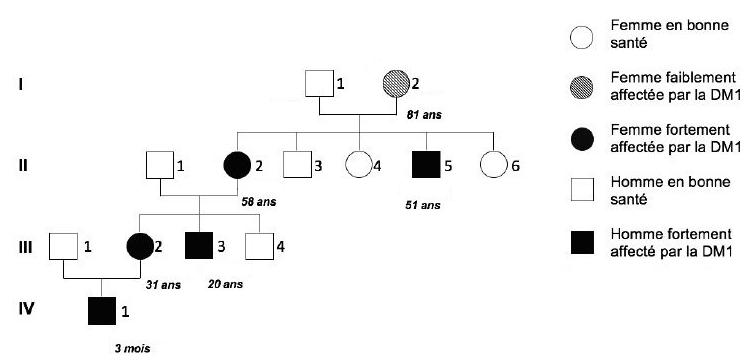 I
1
2
81 ans
II
1
2
3
4
5
6
58 ans
51 ans
III
1
2
3
4
31 ans
20 ans
IV
1
3 mois
Femme en bonne
santé
Femme faiblement
affectée par la DM1
Femme fortement
affectée par la DM1
Homme en bonne
santé
Homme fortement
affecté par la DM1